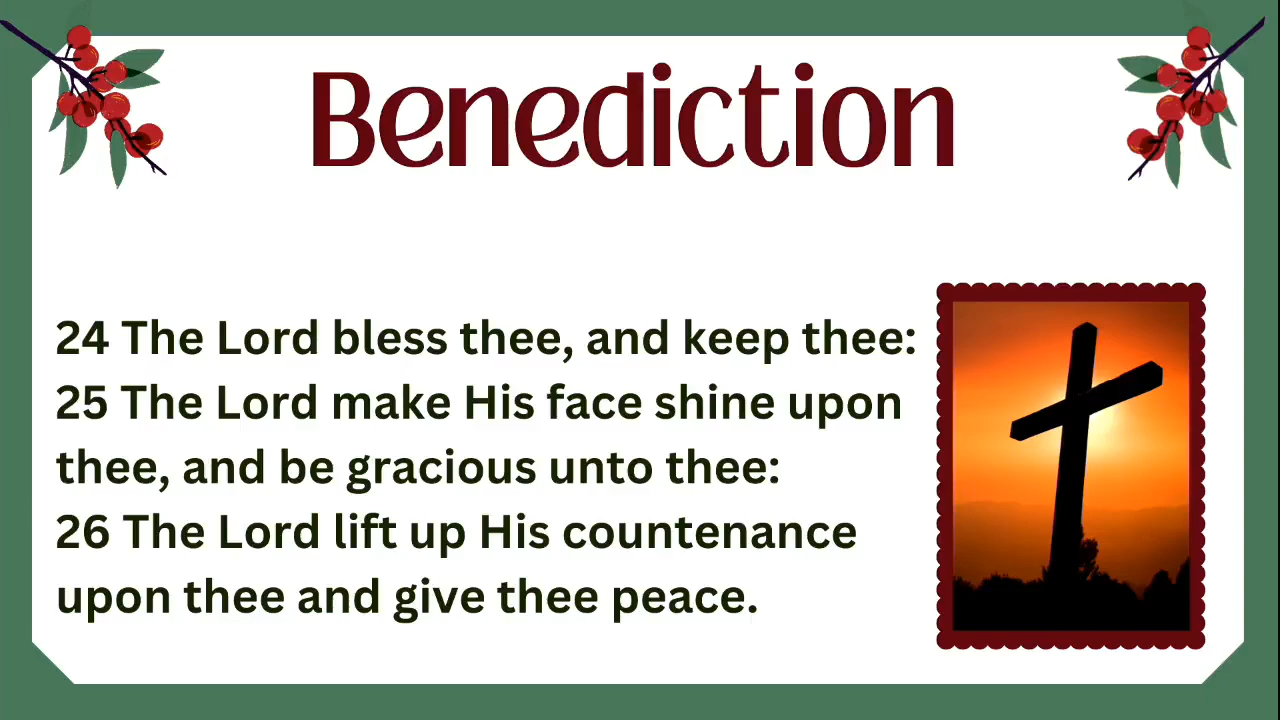 Benediction
24 The Lord bless thee, and keep thee:
25 The Lord make His face shine upon
thee, and be gracious unto thee:
26 The Lord lift up His countenance
upon thee and give thee peace.